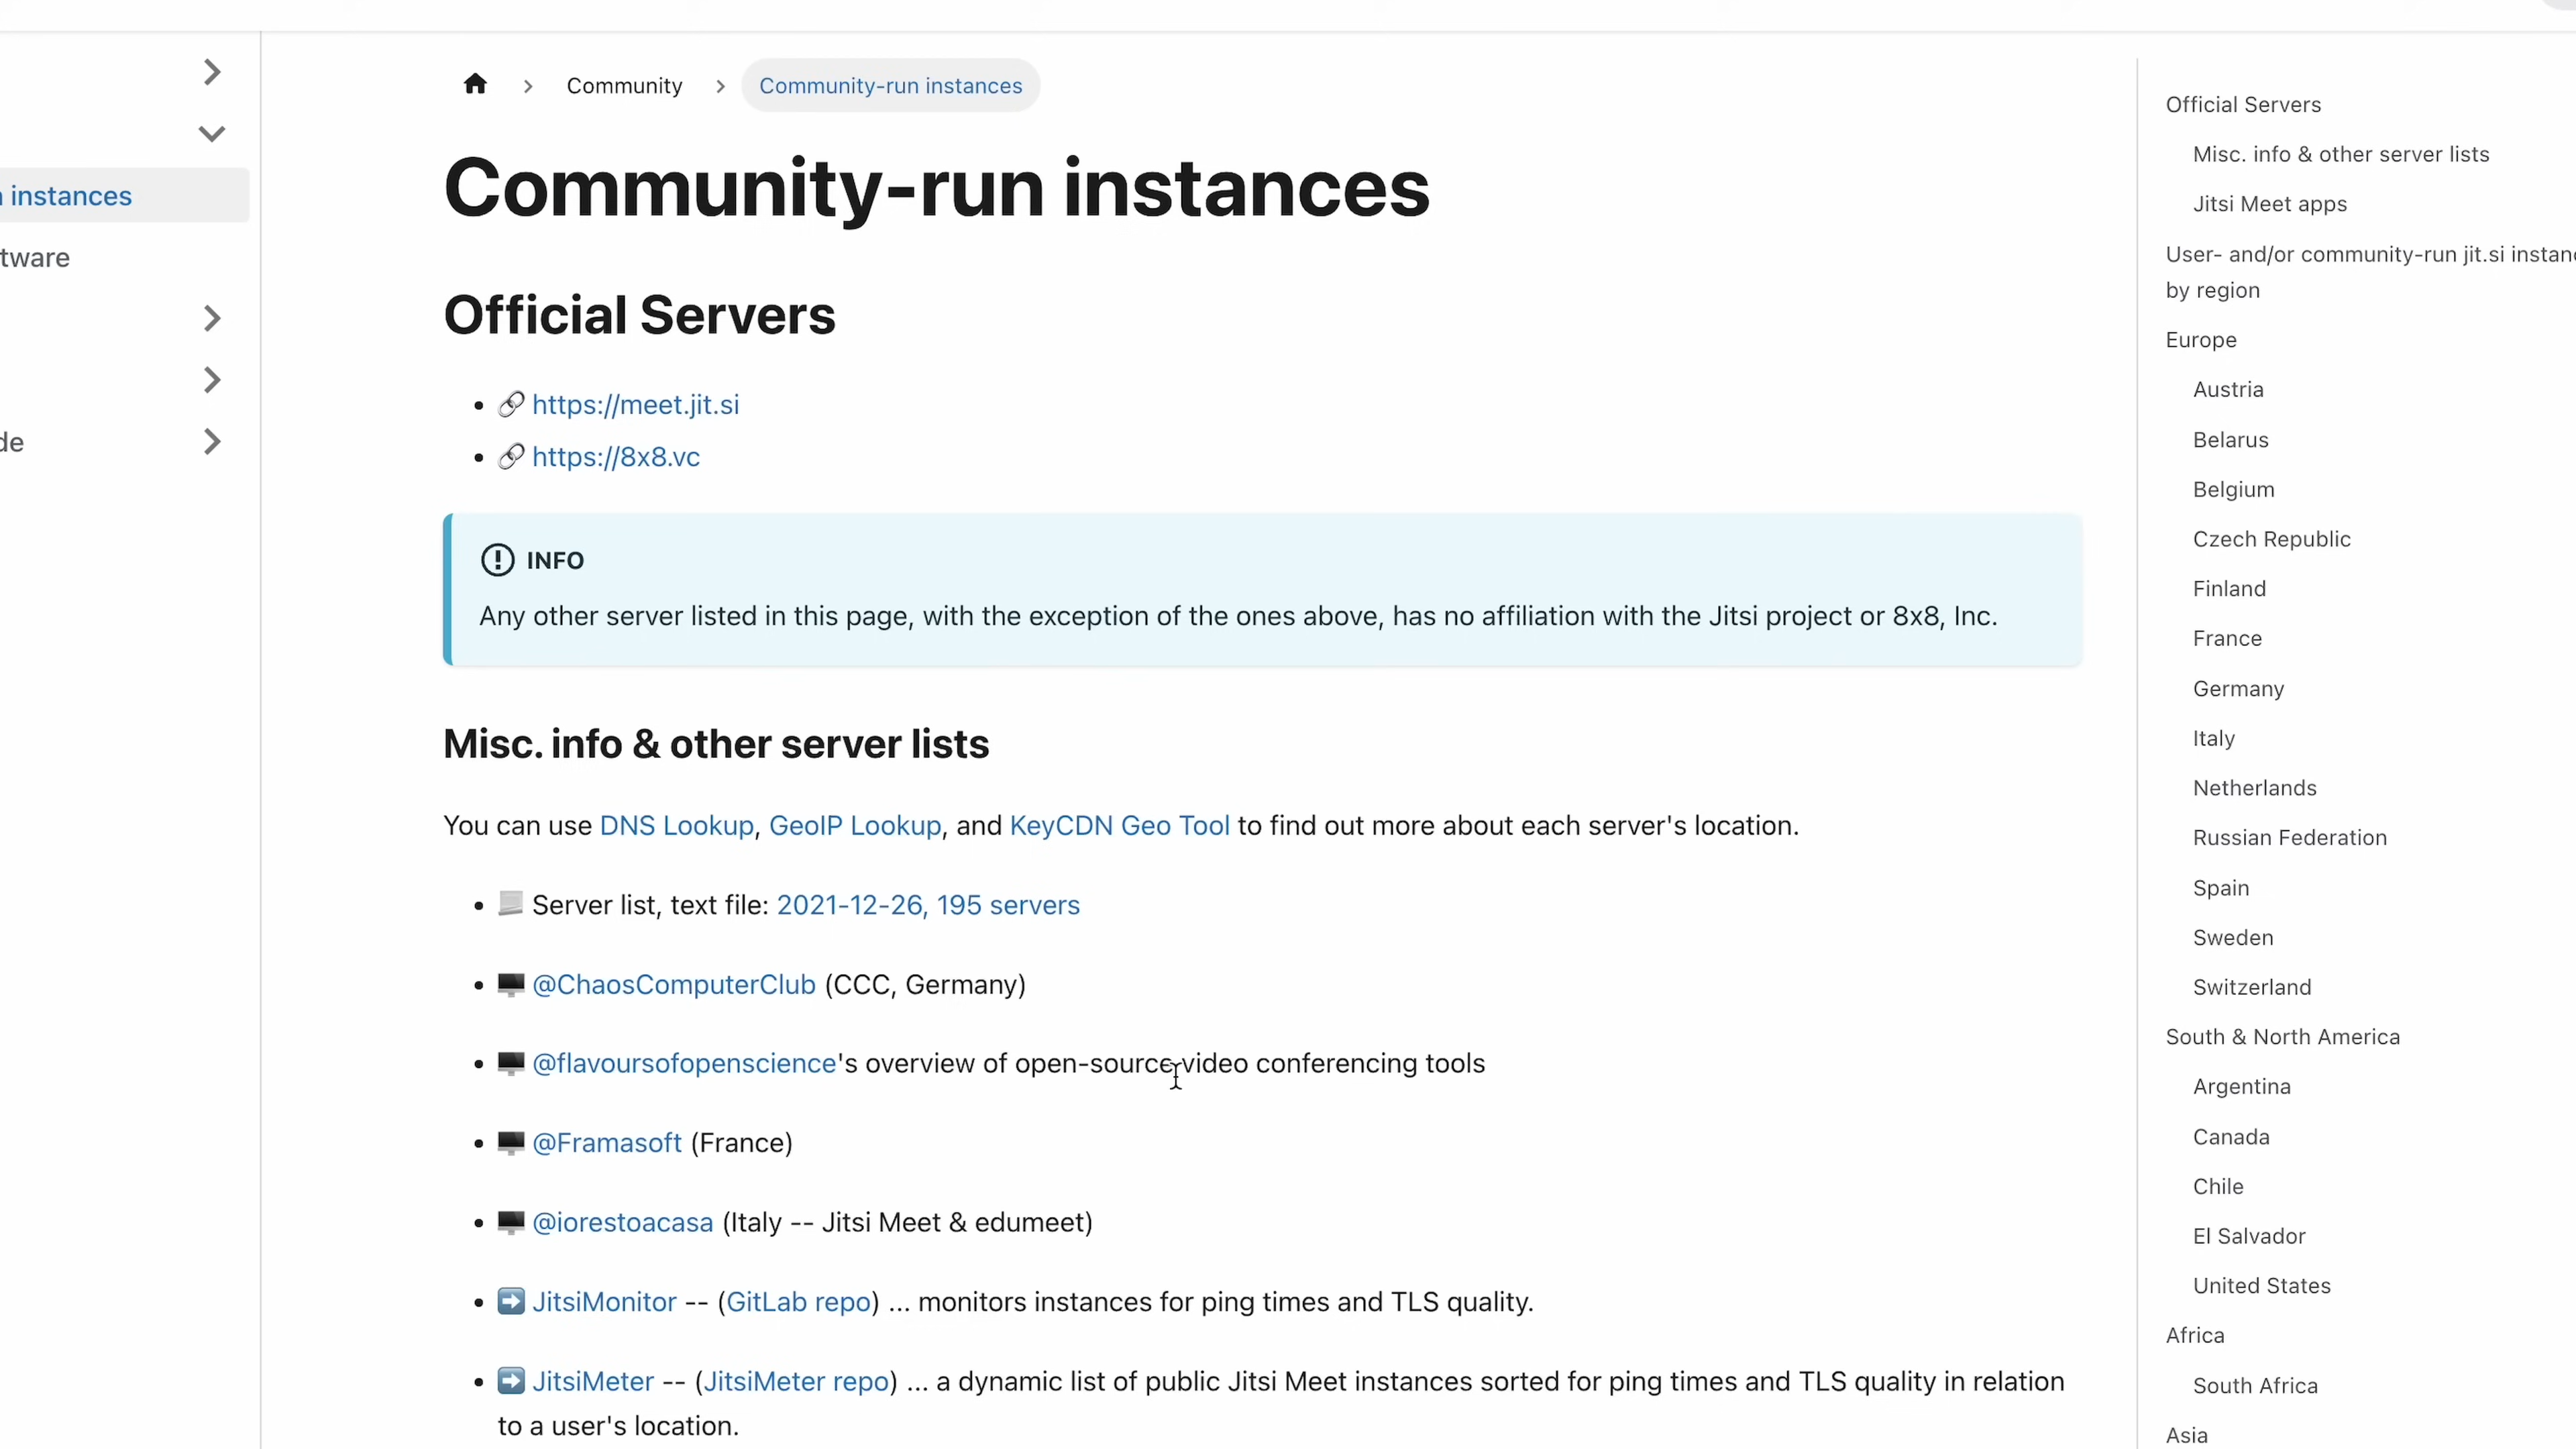 instances
tware
de
Community
Community-run instances
Community-run instances
Official Servers
https://meet.jit.si
https://8x8.vc
INFO
Any other server listed in this page, with the exception of the ones above, has no affiliation with the Jitsi project or 8x8, Inc.
Misc. info & other server lists
You can use DNS Lookup, GeoIP Lookup, and KeyCDN Geo Tool to find out more about each server's location.
Server list, text file: 2021-12-26, 195 servers
@ChaosComputerClub (CCC, Germany)
@flavoursofopenscience's overview of open-source video conferencing tools
@Framasoft (France)
@iorestoacasa (Italy -- Jitsi Meet & edumeet)
JitsiMonitor -- (GitLab repo) ... monitors instances for ping times and TLS quality.
JitsiMeter -- (JitsiMeter repo) ... a dynamic list of public Jitsi Meet instances sorted for ping times and TLS quality in relation
to a user's location.
Official Servers
Misc. info & other server lists
Jitsi Meet apps
User- and/or community-run jit.si instan
by region
Europe
Austria
Belarus
Belgium
Czech Republic
Finland
France
Germany
Italy
Netherlands
Russian Federation
Spain
Sweden
Switzerland
South & North America
Argentina
Canada
Chile
El Salvador
United States
Africa
South Africa
Asia